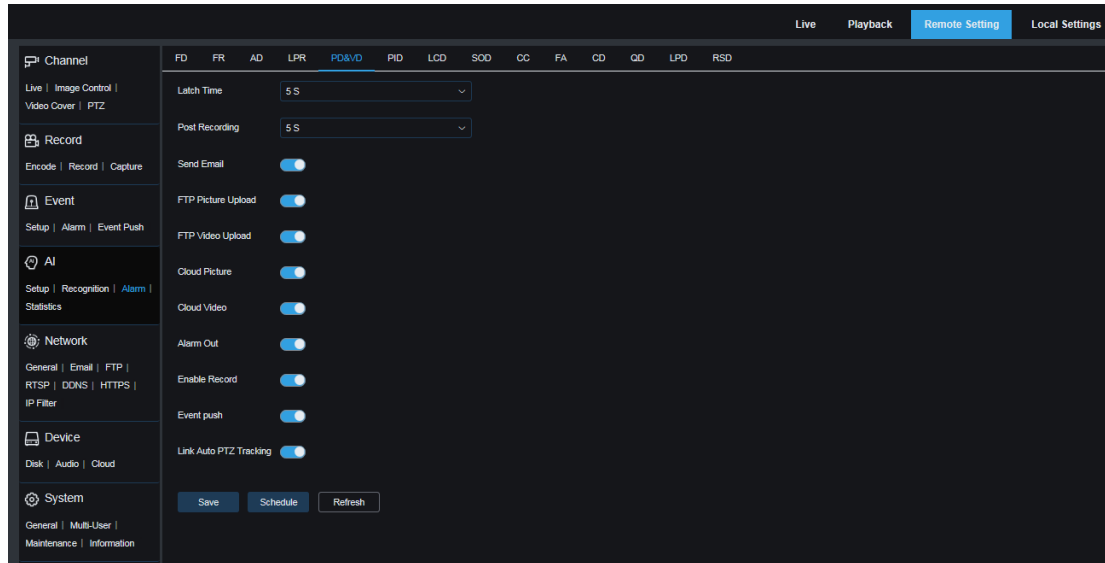 Live Playback Remote Setting Local Settings
Channel
Live | Image Control |
Video Cover | PTZ
Record
Encode | Record | Capture
Event
Setup | Alarm | Event Push
AI
Setup | Recognition | Alarm |
Statistics
Network
General | Email | FTP |
RTSP | DDNS | HTTPS |
IP Filter
Device
Disk | Audio | Cloud
System
General | Multi-User |
Maintenance | Information
FD FR AD LPR PD&VD PID LCD SOD CC FA CD QD LPD RSD
Latch Time 5 S
Post Recording 5 S
Send Email
FTP Picture Upload
FTP Video Upload
Cloud Picture
Cloud Video
Alarm Out
Enable Record
Event push
Link Auto PTZ Tracking
Save Schedule Refresh